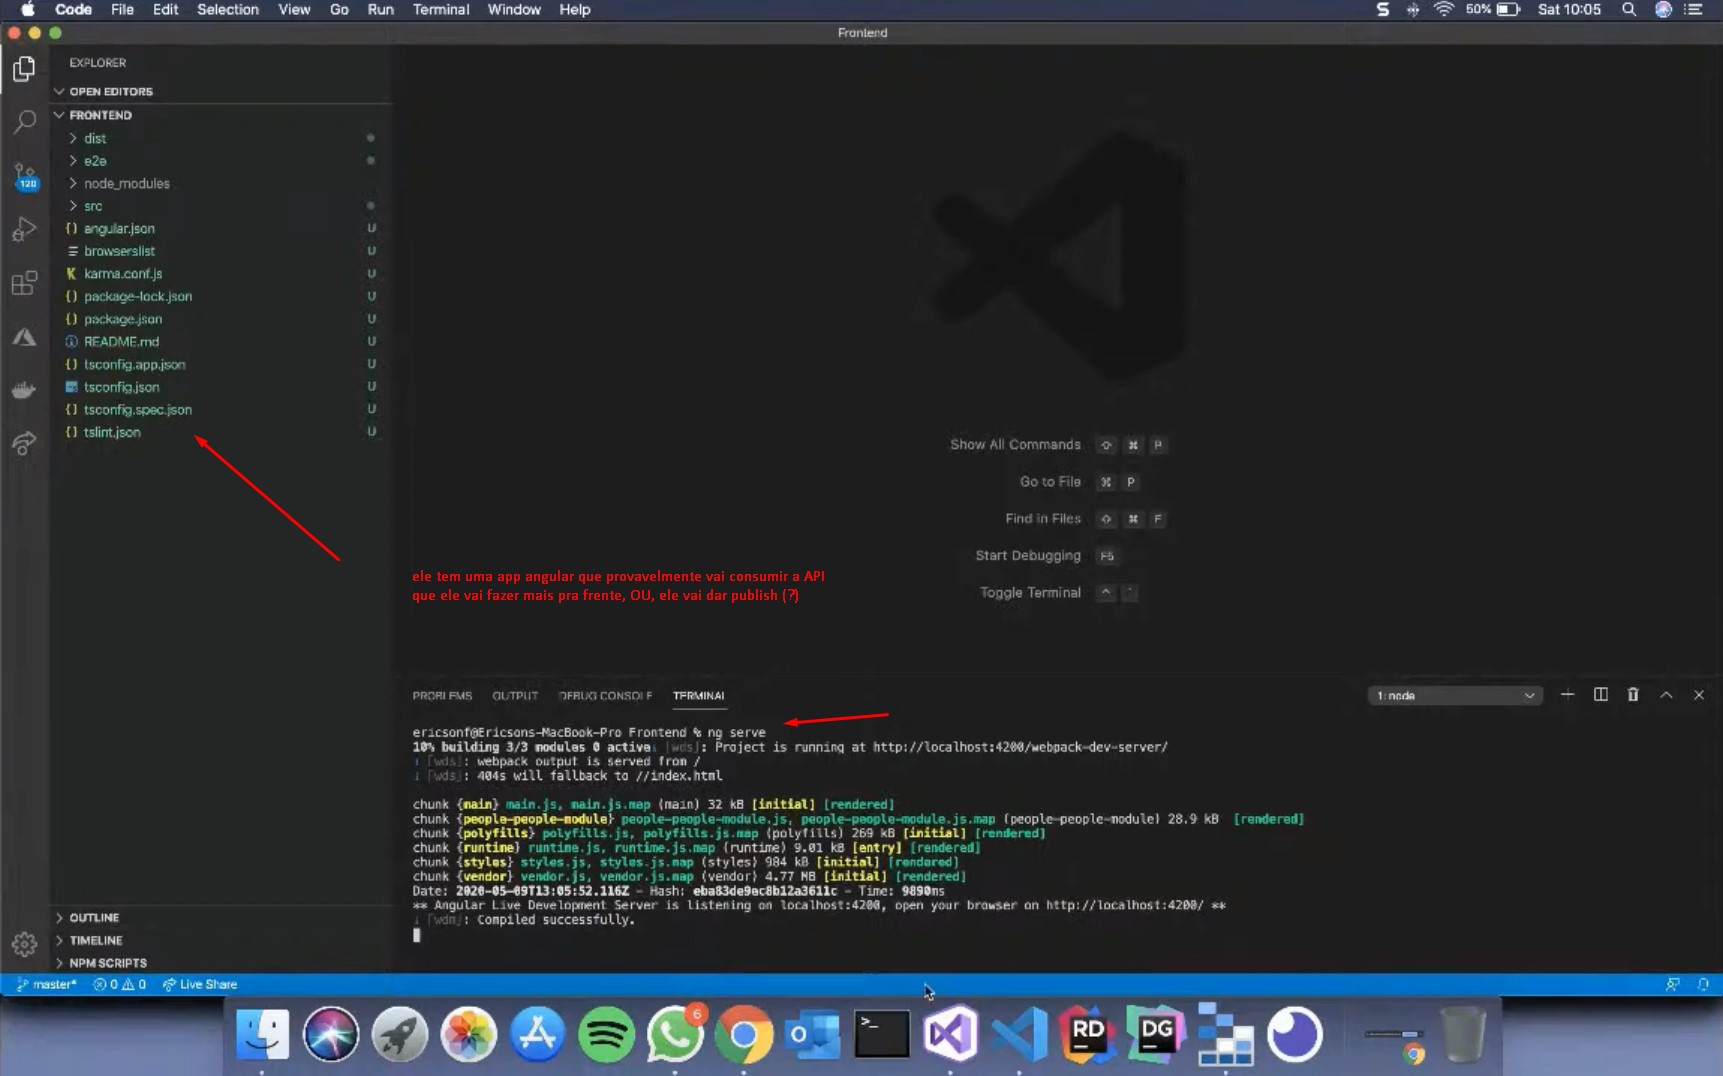 Code File Edit Selection View Go Run Terminal Window Help
S 50% Sat 10:05
Frontend
EXPLORER
OPEN EDITORS
FRONTEND
dist
e2e
node_modules
src
{} angular.json U
browserslist U
K karma.conf.js U
{} package-lock.json U
{} package.json U
README.md U
{} tsconfig.app.json U
tsconfig.json U
{} tsconfig.spec.json U
{} tslint.json U
120
Show All Commands ⇧ ⌘ P
Go to File ⌘ P
Find in Files ⇧ ⌘ F
Start Debugging F5
Toggle Terminal ^ `
ele tem uma app angular que provavelmente vai consumir a API
que ele vai fazer mais pra frente, OU, ele vai dar publish (?)
PROBLEMS OUTPUT DEBUG CONSOLE TERMINAL
1: node
ericsonf@Ericsons-MacBook-Pro Frontend % ng serve
10% building 3/3 modules 0 activei ｢wds｣: Project is running at http://localhost:4200/webpack-dev-server/
i ｢wds｣: webpack output is served from /
i ｢wds｣: 404s will fallback to //index.html
chunk {main} main.js, main.js.map (main) 32 kB [initial] [rendered]
chunk {people-people-module} people-people-module.js, people-people-module.js.map (people-people-module) 28.9 kB [rendered]
chunk {polyfills} polyfills.js, polyfills.js.map (polyfills) 269 kB [initial] [rendered]
chunk {runtime} runtime.js, runtime.js.map (runtime) 9.01 kB [entry] [rendered]
chunk {styles} styles.js, styles.js.map (styles) 984 kB [initial] [rendered]
chunk {vendor} vendor.js, vendor.js.map (vendor) 4.77 MB [initial] [rendered]
Date: 2020-05-09T13:05:52.116Z - Hash: eba83de9ec8b12a3611c - Time: 9890ms
** Angular Live Development Server is listening on localhost:4200, open your browser on http://localhost:4200/ **
i ｢wdm｣: Compiled successfully.
OUTLINE
TIMELINE
NPM SCRIPTS
master* 0 0 Live Share
6
O
>_
RD
DG